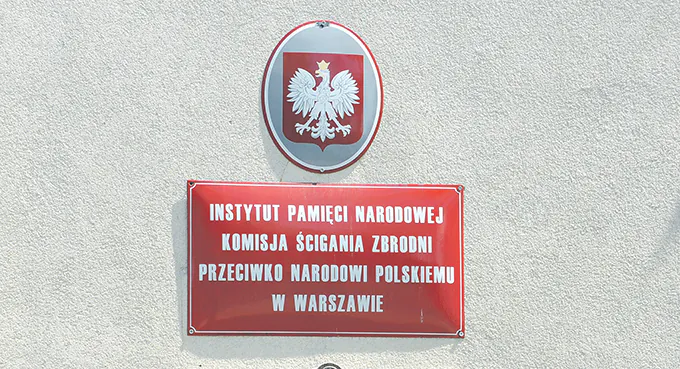 INSTYTUT PAMIĘCI NARODOWEJ
KOMISJA ŚCIGANIA ZBRODNI
PRZECIWKO NARODOWI POLSKIEMU
W WARSZAWIE